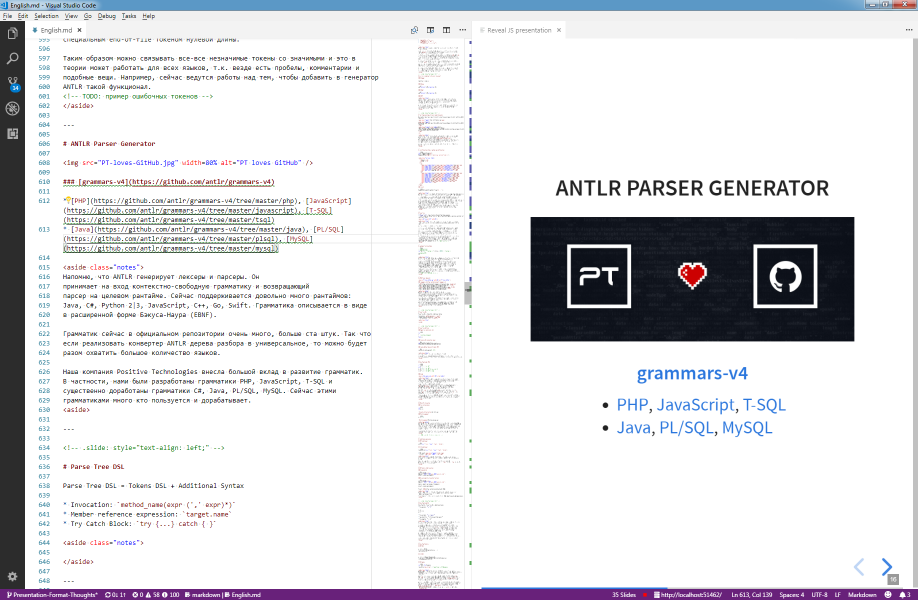 English.md - Visual Studio Code
File Edit Selection View Go Debug Tasks Help
English.md
Reveal JS presentation
595 специальным end-of-file токеном нулевой длины.
596
597 Таким образом можно связывать все-все незначимые токены со значимыми и это в
598 теории может работать для всех языков, т.к. везде есть пробелы, комментарии и
599 подобные вещи. Например, сейчас ведутся работы над тем, чтобы добавить в генератор
600 ANTLR такой функционал.
601 <!-- TODO: пример ошибочных токенов -->
602 </aside>
603
604 ---
605
606 # ANTLR Parser Generator
607
608 <img src="PT-loves-GitHub.jpg" width=80% alt="PT loves GitHub" />
609
610 ### [grammars-v4](https://github.com/antlr/grammars-v4)
611
612 * [PHP](https://github.com/antlr/grammars-v4/tree/master/php), [JavaScript]
(https://github.com/antlr/grammars-v4/tree/master/javascript), [T-SQL]
(https://github.com/antlr/grammars-v4/tree/master/tsql)
613 * [Java](https://github.com/antlr/grammars-v4/tree/master/java), [PL/SQL]
(https://github.com/antlr/grammars-v4/tree/master/plsql), [MySQL]
(https://github.com/antlr/grammars-v4/tree/master/mysql)
614
615 <aside class="notes">
616 Напомню, что ANTLR генерирует лексеры и парсеры. Он
617 принимает на вход контекстно-свободную грамматику и возвращающий
618 парсер на целевом рантайме. Сейчас поддерживается довольно много рантаймов:
619 Java, C#, Python 2|3, JavaScript, C++, Go, Swift. Грамматика описывается в виде
620 в расширенной форме Бэкуса-Наура (EBNF).
621
622 Грамматик сейчас в официальном репозитории очень много, больше ста штук. Так что
623 если реализовать конвертер ANTLR дерева разбора в универсальное, то можно будет
624 разом охватить большое количество языков.
625
626 Наша компания Positive Technologies внесла большой вклад в развитие грамматик.
627 В частности, нами были разработаны грамматики PHP, JavaScript, T-SQL и
628 существенно доработаны грамматики C#, Java, PL/SQL, MySQL. Сейчас этими
629 грамматиками много кто пользуется и дорабатывает.
630 <aside>
631
632 ---
633
634 <!-- .slide: style="text-align: left;" -->
635
636 # Parse Tree DSL
637
638 Parse Tree DSL = Tokens DSL + Additional Syntax
639
640 * Invocation: `method_name(expr (',' expr)*)`
641 * Member reference expression: `target.name`
642 * Try Catch Block: `try {...} catch { }`
643
644 <aside class="notes">
645
646 </aside>
647
648 ---
ANTLR PARSER GENERATOR
PT
grammars-v4
• PHP, JavaScript, T-SQL
• Java, PL/SQL, MySQL
16
34
Presentation-Format-Thoughts* 0↓ 1↑ 0 58 100 markdown | English.md
35 Slides http://localhost:51462/ Ln 613, Col 139 Spaces: 4 UTF-8 LF Markdown 3